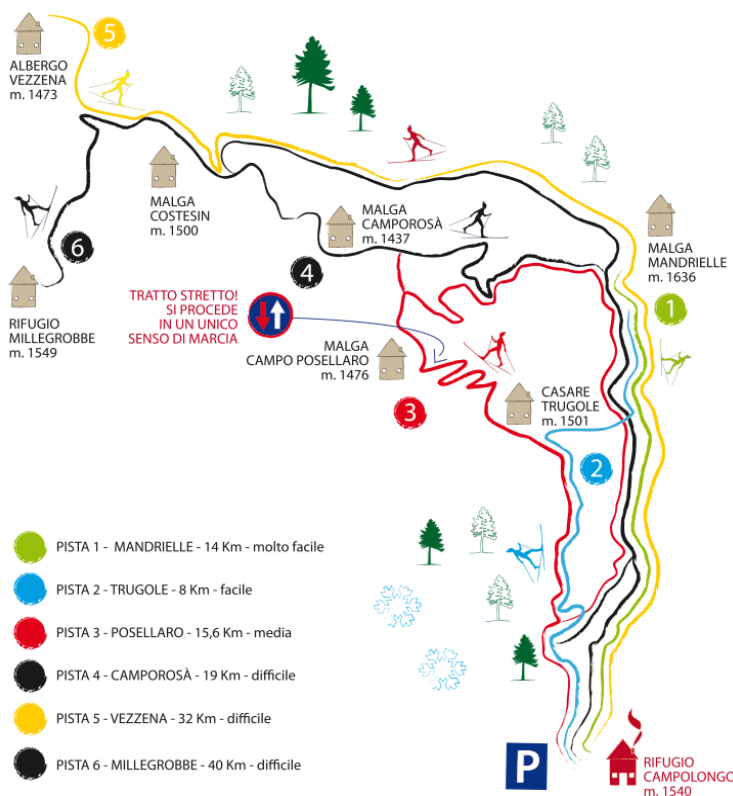 5
ALBERGO
VEZZENA
m. 1473
MALGA
COSTESIN
m. 1500
MALGA
CAMPOROSÀ
m. 1437
MALGA
MANDRIELLE
m. 1636
6
4
1
RIFUGIO
MILLEGROBBE
m. 1549
TRATTO STRETTO!
SI PROCEDE
IN UN UNICO
SENSO DI MARCIA
MALGA
CAMPO POSELLARO
m. 1476
3
CASARE
TRUGOLE
m. 1501
2
PISTA 1 - MANDRIELLE - 14 Km - molto facile
PISTA 2 - TRUGOLE - 8 Km - facile
PISTA 3 - POSELLARO - 15,6 Km - media
PISTA 4 - CAMPOROSÀ - 19 Km - difficile
PISTA 5 - VEZZENA - 32 Km - difficile
PISTA 6 - MILLEGROBBE - 40 Km - difficile
P
RIFUGIO
CAMPOLONGO
m. 1540